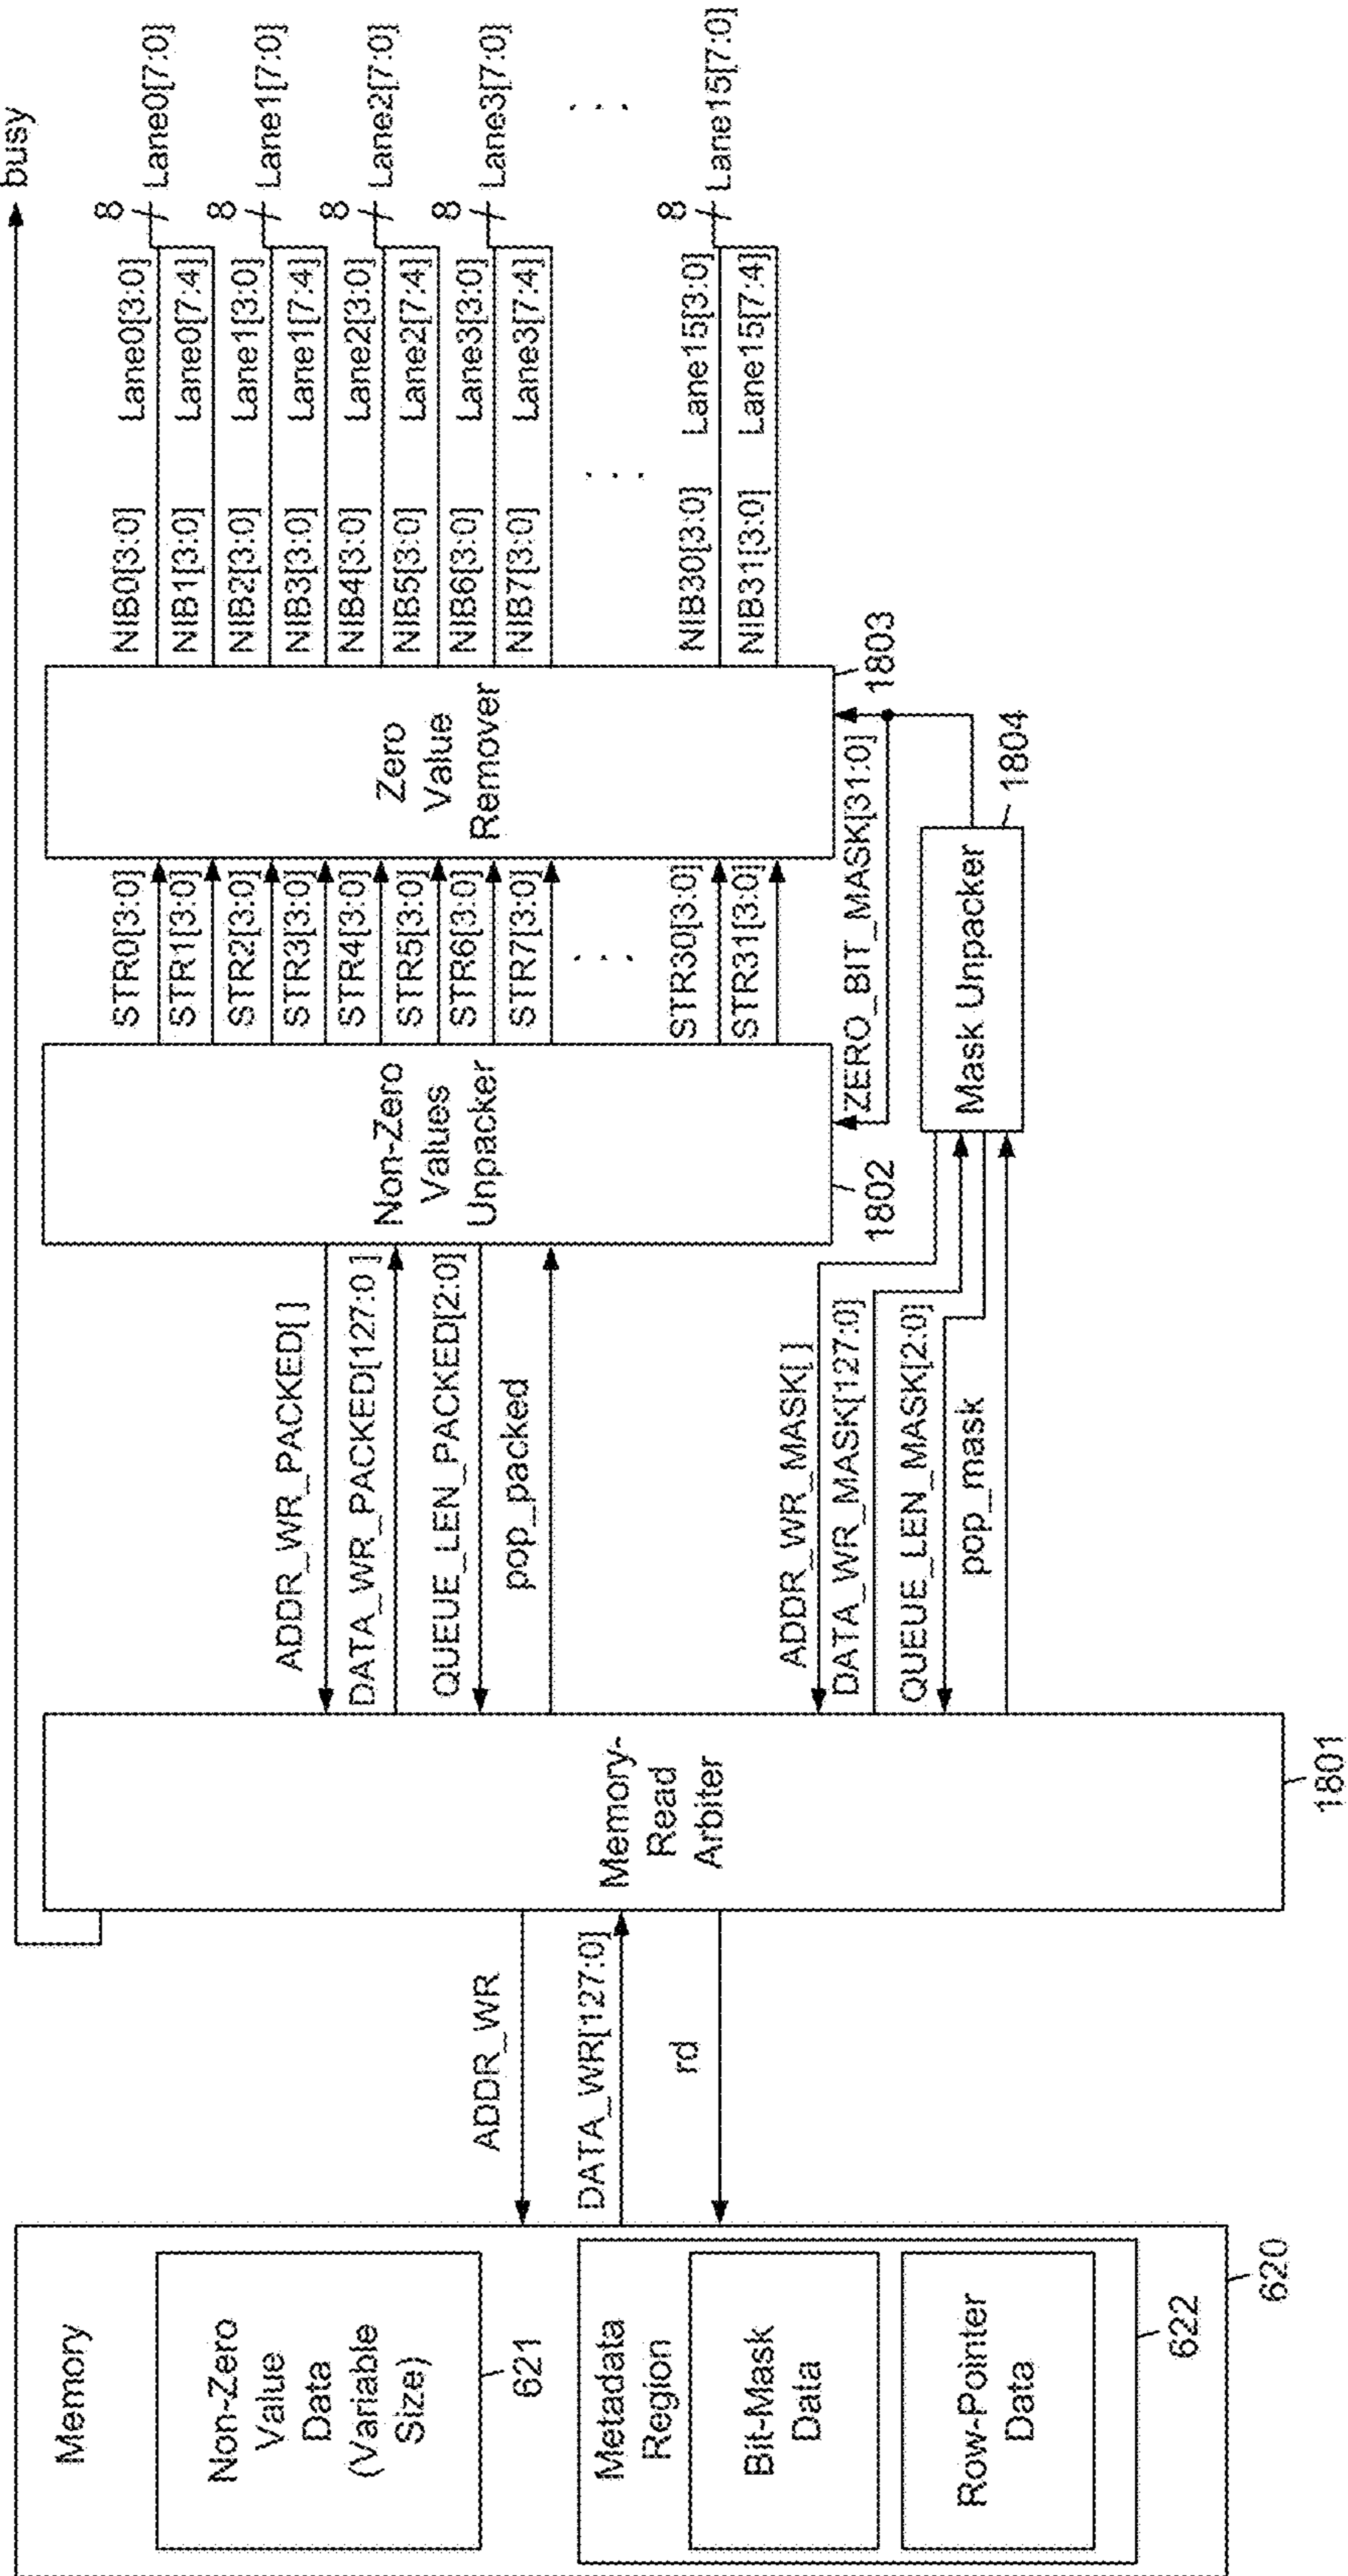 busy
Memory
Non-Zero
Value
Data
(Variable
Size)
621
Metadata
Region
Bit-Mask
Data
Row-Pointer
Data
622
620
ADDR_WR
DATA_WR[127:0]
rd
Memory-
Read
Arbiter
1801
ADDR_WR_PACKED[ ]
DATA_WR_PACKED[127:0 ]
QUEUE_LEN_PACKED[2:0]
pop_packed
ADDR_WR_MASK[ ]
DATA_WR_MASK[127:0]
QUEUE_LEN_MASK[2:0]
pop_mask
Non-Zero
Values
Unpacker
1802
STR0[3:0]
STR1[3:0]
STR2[3:0]
STR3[3:0]
STR4[3:0]
STR5[3:0]
STR6[3:0]
STR7[3:0]
. . .
STR30[3:0]
STR31[3:0]
ZERO_BIT_MASK[31:0]
Mask Unpacker
1804
Zero
Value
Remover
1803
NIB0[3:0] Lane0[3:0]
NIB1[3:0] Lane0[7:4]
NIB2[3:0] Lane1[3:0]
NIB3[3:0] Lane1[7:4]
NIB4[3:0] Lane2[3:0]
NIB5[3:0] Lane2[7:4]
NIB6[3:0] Lane3[3:0]
NIB7[3:0] Lane3[7:4]
. . .
NIB30[3:0] Lane15[3:0]
NIB31[3:0] Lane15[7:4]
8 Lane0[7:0]
8 Lane1[7:0]
8 Lane2[7:0]
8 Lane3[7:0]
. . .
8 Lane15[7:0]